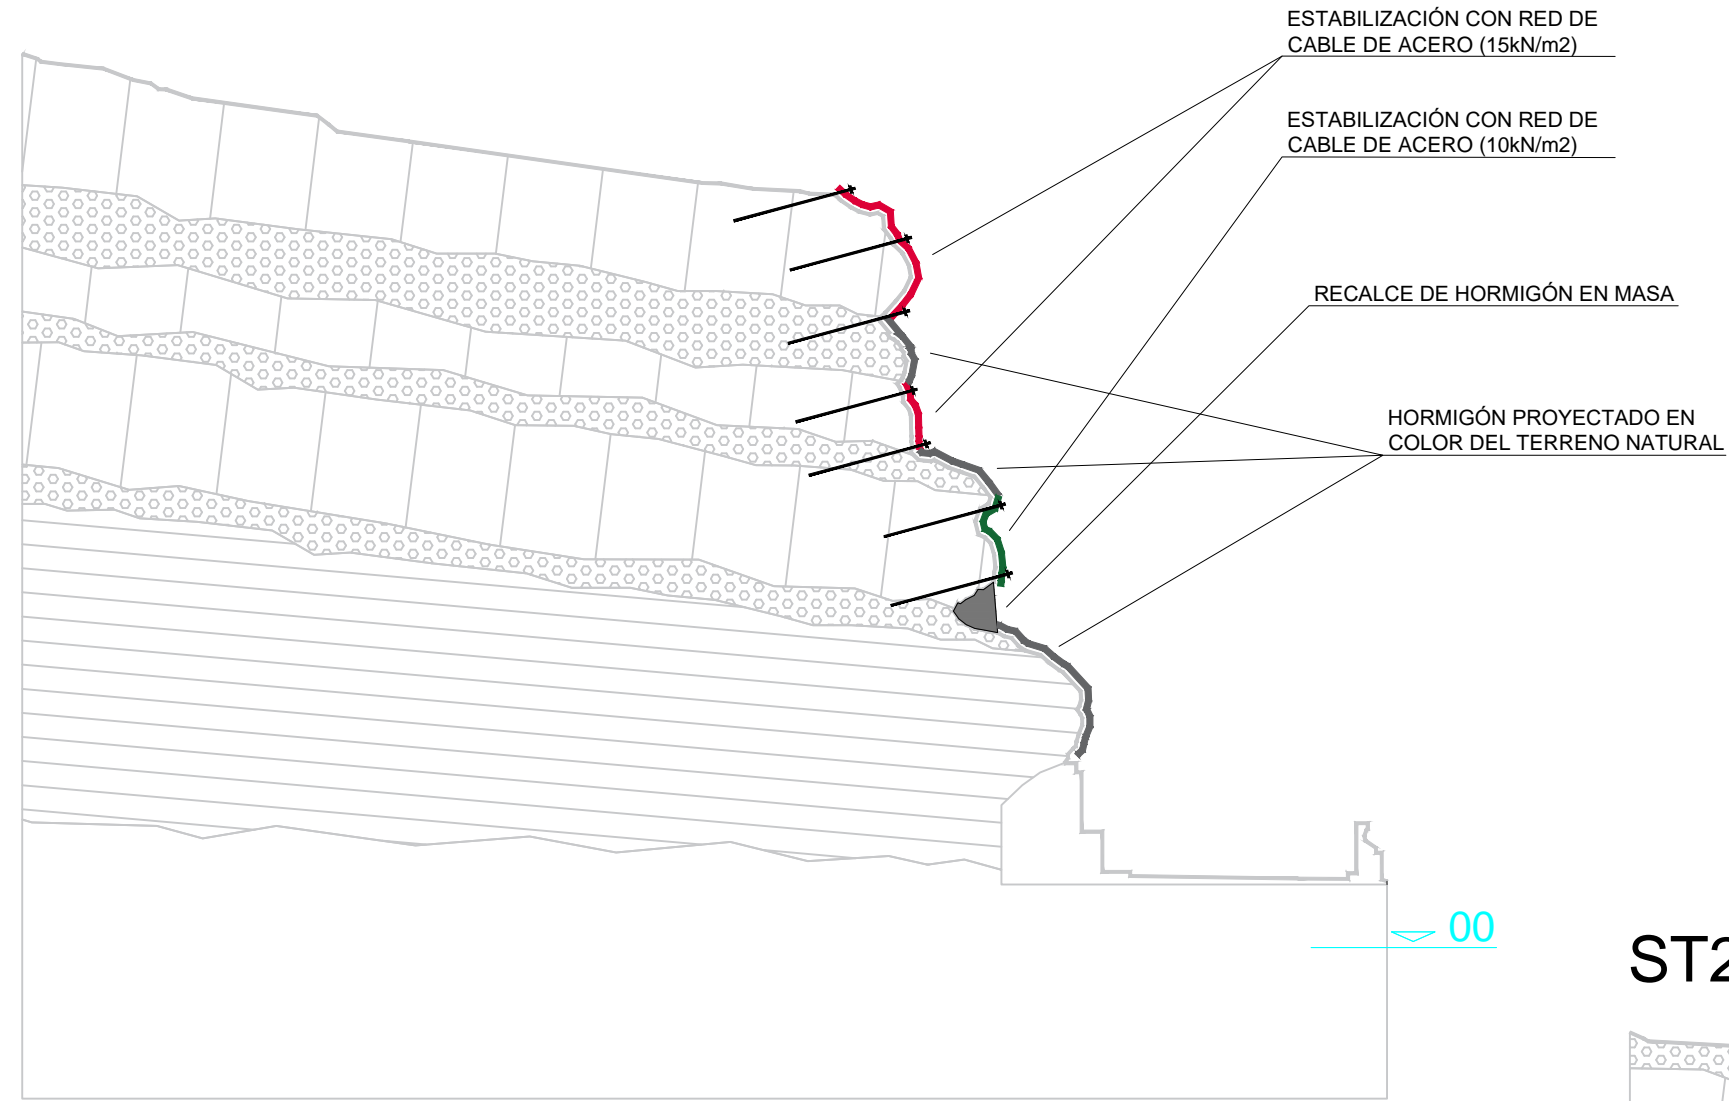 ESTABILIZACIÓN CON RED DE
CABLE DE ACERO (15kN/m2)
ESTABILIZACIÓN CON RED DE
CABLE DE ACERO (10kN/m2)
RECALCE DE HORMIGÓN EN MASA
HORMIGÓN PROYECTADO EN
COLOR DEL TERRENO NATURAL
00
ST2